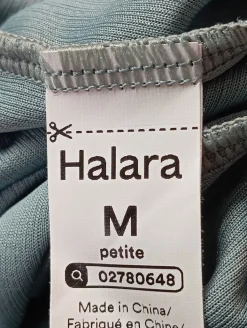 Halara
M
petite
02780648
Made in China/
Fabriqué en Chine/